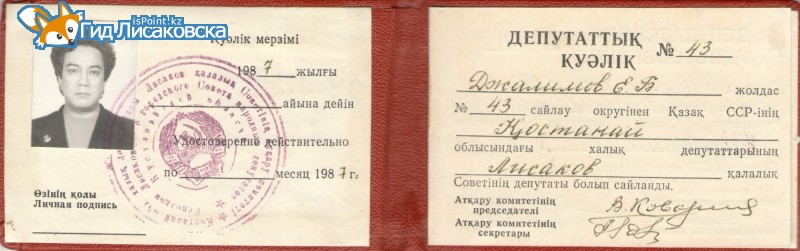 IsPoint.kz
Гид Лисаковска
Куәлік мерзімі
1987 жылғы
айына дейін
Удостоверение действительно
по месяц 1987 г.
Өзінің қолы
Личная подпись
ДЕПУТАТТЫҚ № 43
КУӘЛІК
Джалимов Е. Б жолдас
№ 43 сайлау округінен Қазақ ССР-інің
Қостанай
облысындағы халық депутаттарының
Лисаков қалалық
Советінің депутаты болып сайланды.
Атқару комитетінің
председателі
Атқару комитетінің
секретары